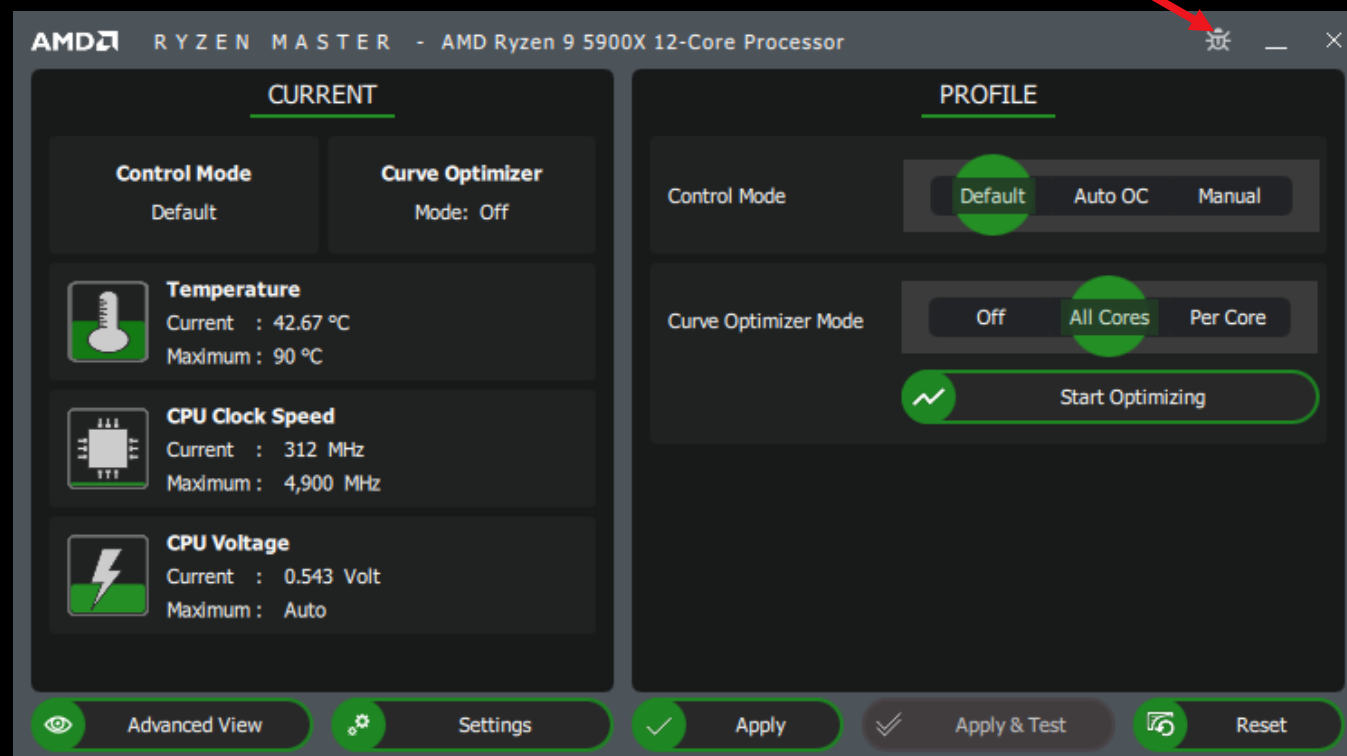 AMD RYZEN MASTER - AMD Ryzen 9 5900X 12-Core Processor
CURRENT
Control Mode
Default
Curve Optimizer
Mode: Off
Temperature
Current : 42.67 ºC
Maximum : 90 ºC
CPU Clock Speed
Current : 312 MHz
Maximum : 4,900 MHz
CPU Voltage
Current : 0.543 Volt
Maximum : Auto
PROFILE
Control Mode
Default Auto OC Manual
Curve Optimizer Mode
Off All Cores Per Core
Start Optimizing
Advanced View Settings Apply Apply & Test Reset